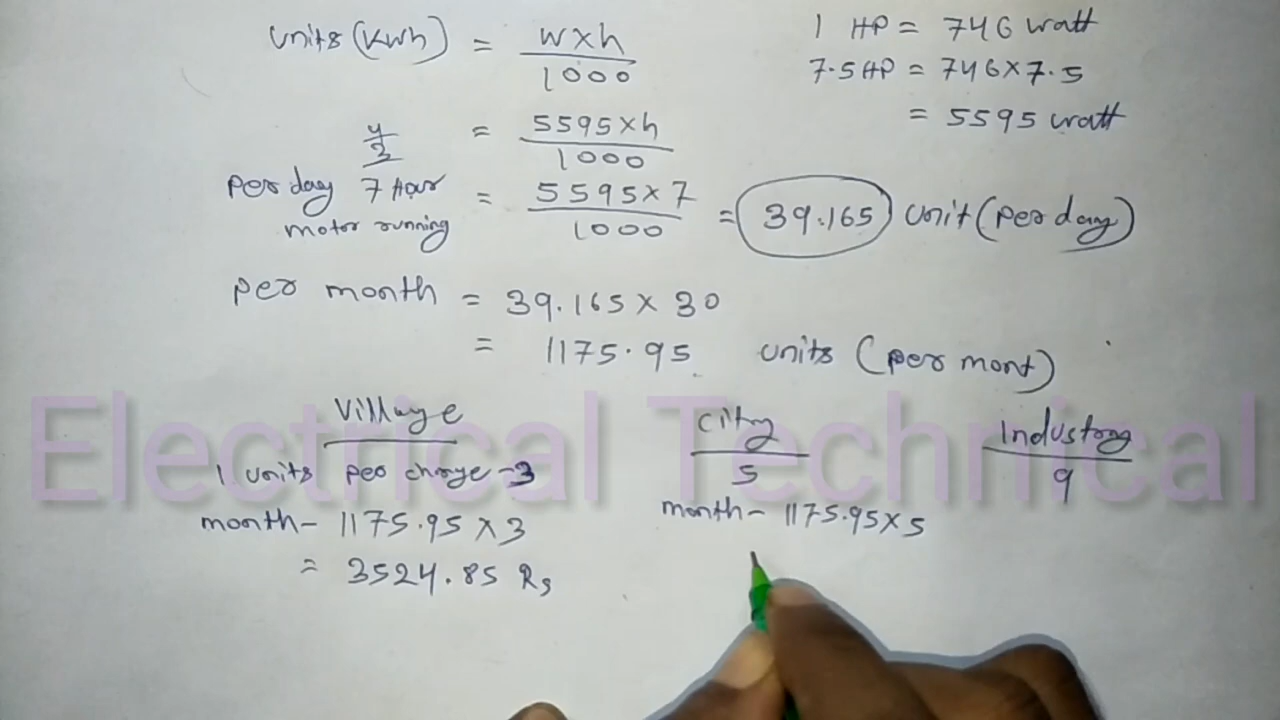 units (Kwh) = W x h / 1000
1 HP = 746 watt
7.5 HP = 746 x 7.5
= 5595 watt
= 5595 x h / 1000
Per day 7 Hour
motor running
= 5595 x 7 / 1000 = 39.165 unit (per day)
Per month = 39.165 x 30
= 1175.95 units (per mont)
Electrical Technical
Village
1 units per charge - 3
month - 1175.95 x 3
= 3524.85 Rs
City
5
month - 1175.95 x 5
Industry
9